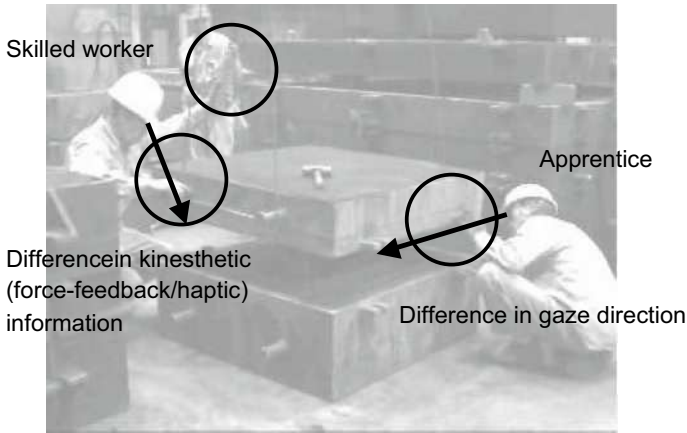 Skilled worker
Apprentice
Differencein kinesthetic
(force-feedback/haptic)
information
Difference in gaze direction